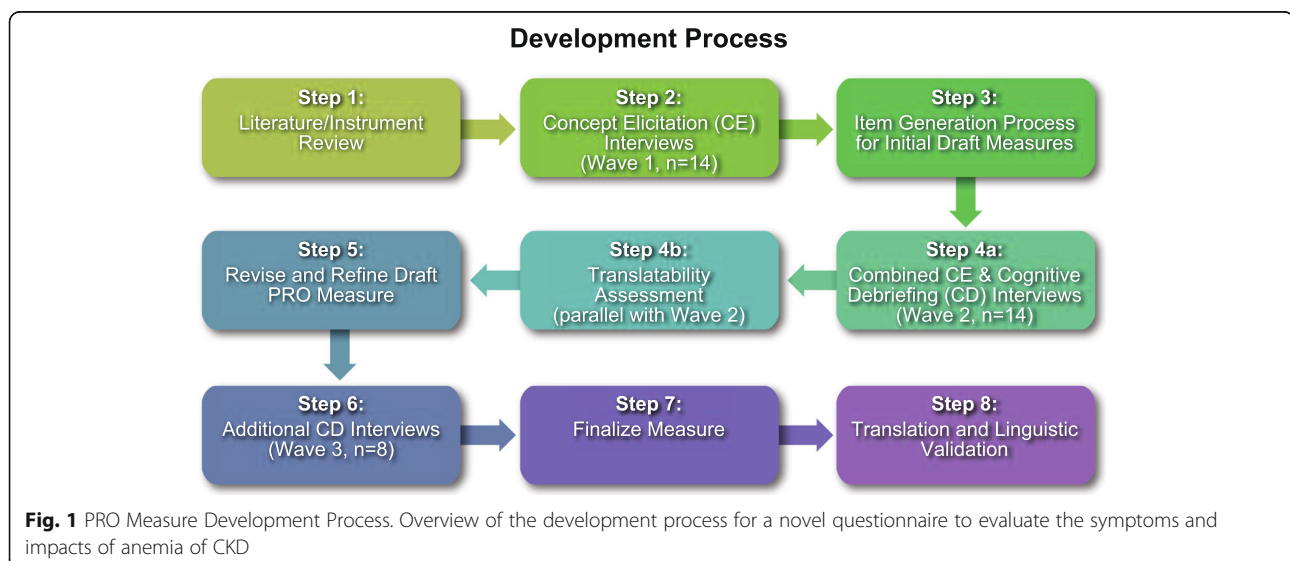 Development Process
Step 1:
Literature/Instrument
Review
Step 2:
Concept Elicitation (CE)
Interviews
(Wave 1, n=14)
Step 3:
Item Generation Process
for Initial Draft Measures
Step 4a:
Combined CE & Cognitive
Debriefing (CD) Interviews
(Wave 2, n=14)
Step 4b:
Translatability
Assessment
(parallel with Wave 2)
Step 5:
Revise and Refine Draft
PRO Measure
Step 6:
Additional CD Interviews
(Wave 3, n=8)
Step 7:
Finalize Measure
Step 8:
Translation and Linguistic
Validation
Fig. 1 PRO Measure Development Process. Overview of the development process for a novel questionnaire to evaluate the symptoms and
impacts of anemia of CKD